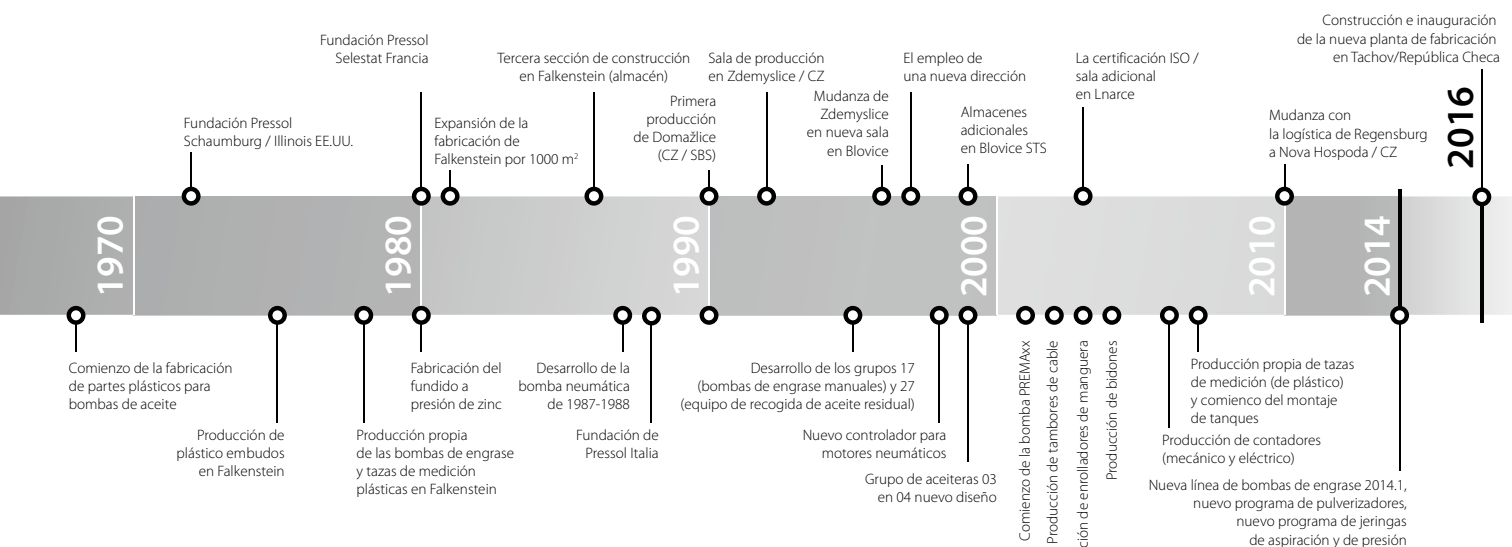 Construcción e inauguración
de la nueva planta de fabricación
en Tachov/República Checa
Fundación Pressol
Selestat Francia
Tercera sección de construcción
en Falkenstein (almacén)
Sala de producción
en Zdemyslice / CZ
El empleo de
una nueva dirección
La certificación ISO /
sala adicional
en Lnarce
Fundación Pressol
Schaumburg / Illinois EE.UU.
Expansión de la
fabricación de
Falkenstein por 1000 m²
Primera
producción
de Domažlice
(CZ / SBS)
Mudanza de
Zdemyslice
en nueva sala
en Blovice
Almacenes
adicionales
en Blovice STS
Mudanza con
la logística de Regensburg
a Nova Hospoda / CZ
2016
1970
1980
1990
2000
2010
2014
Comienzo de la fabricación
de partes plásticos para
bombas de aceite
Producción de
plástico embudos
en Falkenstein
Producción propia
de las bombas de engrase
y tazas de medición
plásticas en Falkenstein
Fabricación del
fundido a
presión de zinc
Desarrollo de la
bomba neumática
de 1987-1988
Fundación de
Pressol Italia
Desarrollo de los grupos 17
(bombas de engrase manuales) y 27
(equipo de recogida de aceite residual)
Nuevo controlador para
motores neumáticos
Grupo de aceiteras 03
en 04 nuevo diseño
Comienzo de la bomba PREMAxx
Producción de tambores de cable
ción de enrolladores de manguera
Producción de bidones
Producción propia de tazas
de medición (de plástico)
y comienco del montaje
de tanques
Producción de contadores
(mecánico y eléctrico)
Nueva línea de bombas de engrase 2014.1,
nuevo programa de pulverizadores,
nuevo programa de jeringas
de aspiración y de presión